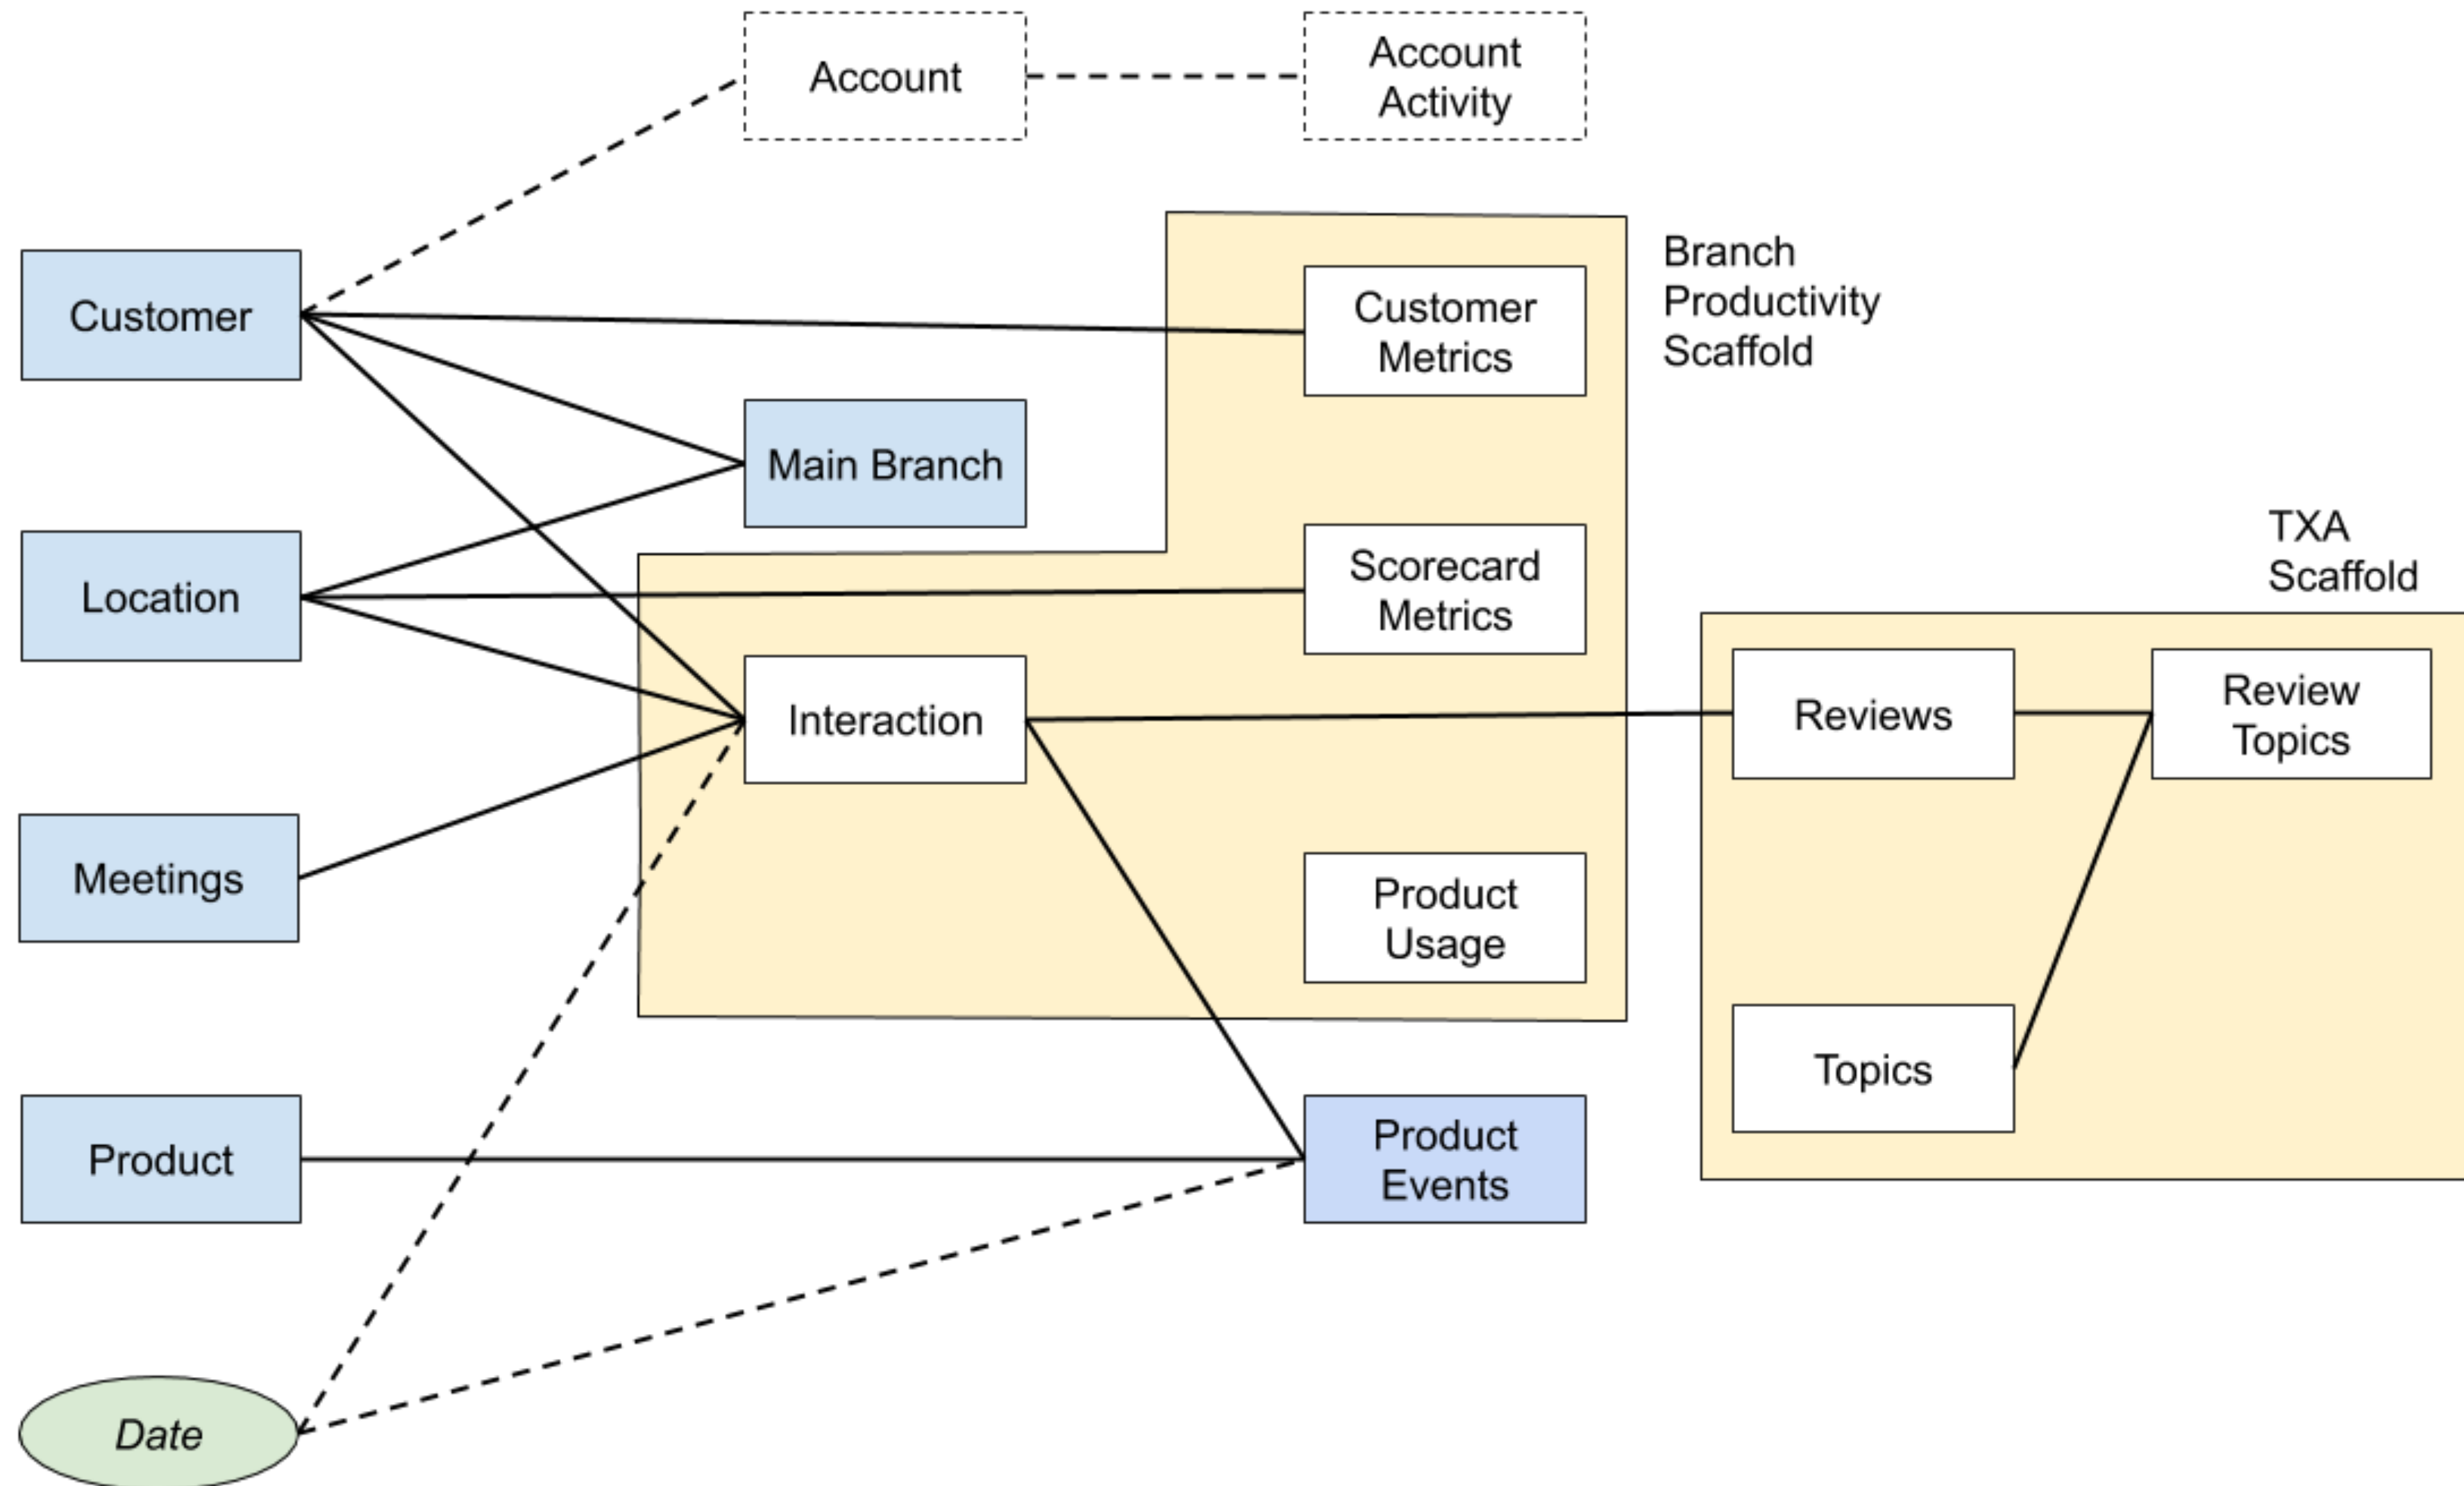 Account
Account
Activity
Customer
Customer
Metrics
Branch
Productivity
Scaffold
Main Branch
Location
Scorecard
Metrics
TXA
Scaffold
Interaction
Reviews
Review
Topics
Meetings
Product
Usage
Topics
Product
Product
Events
Date